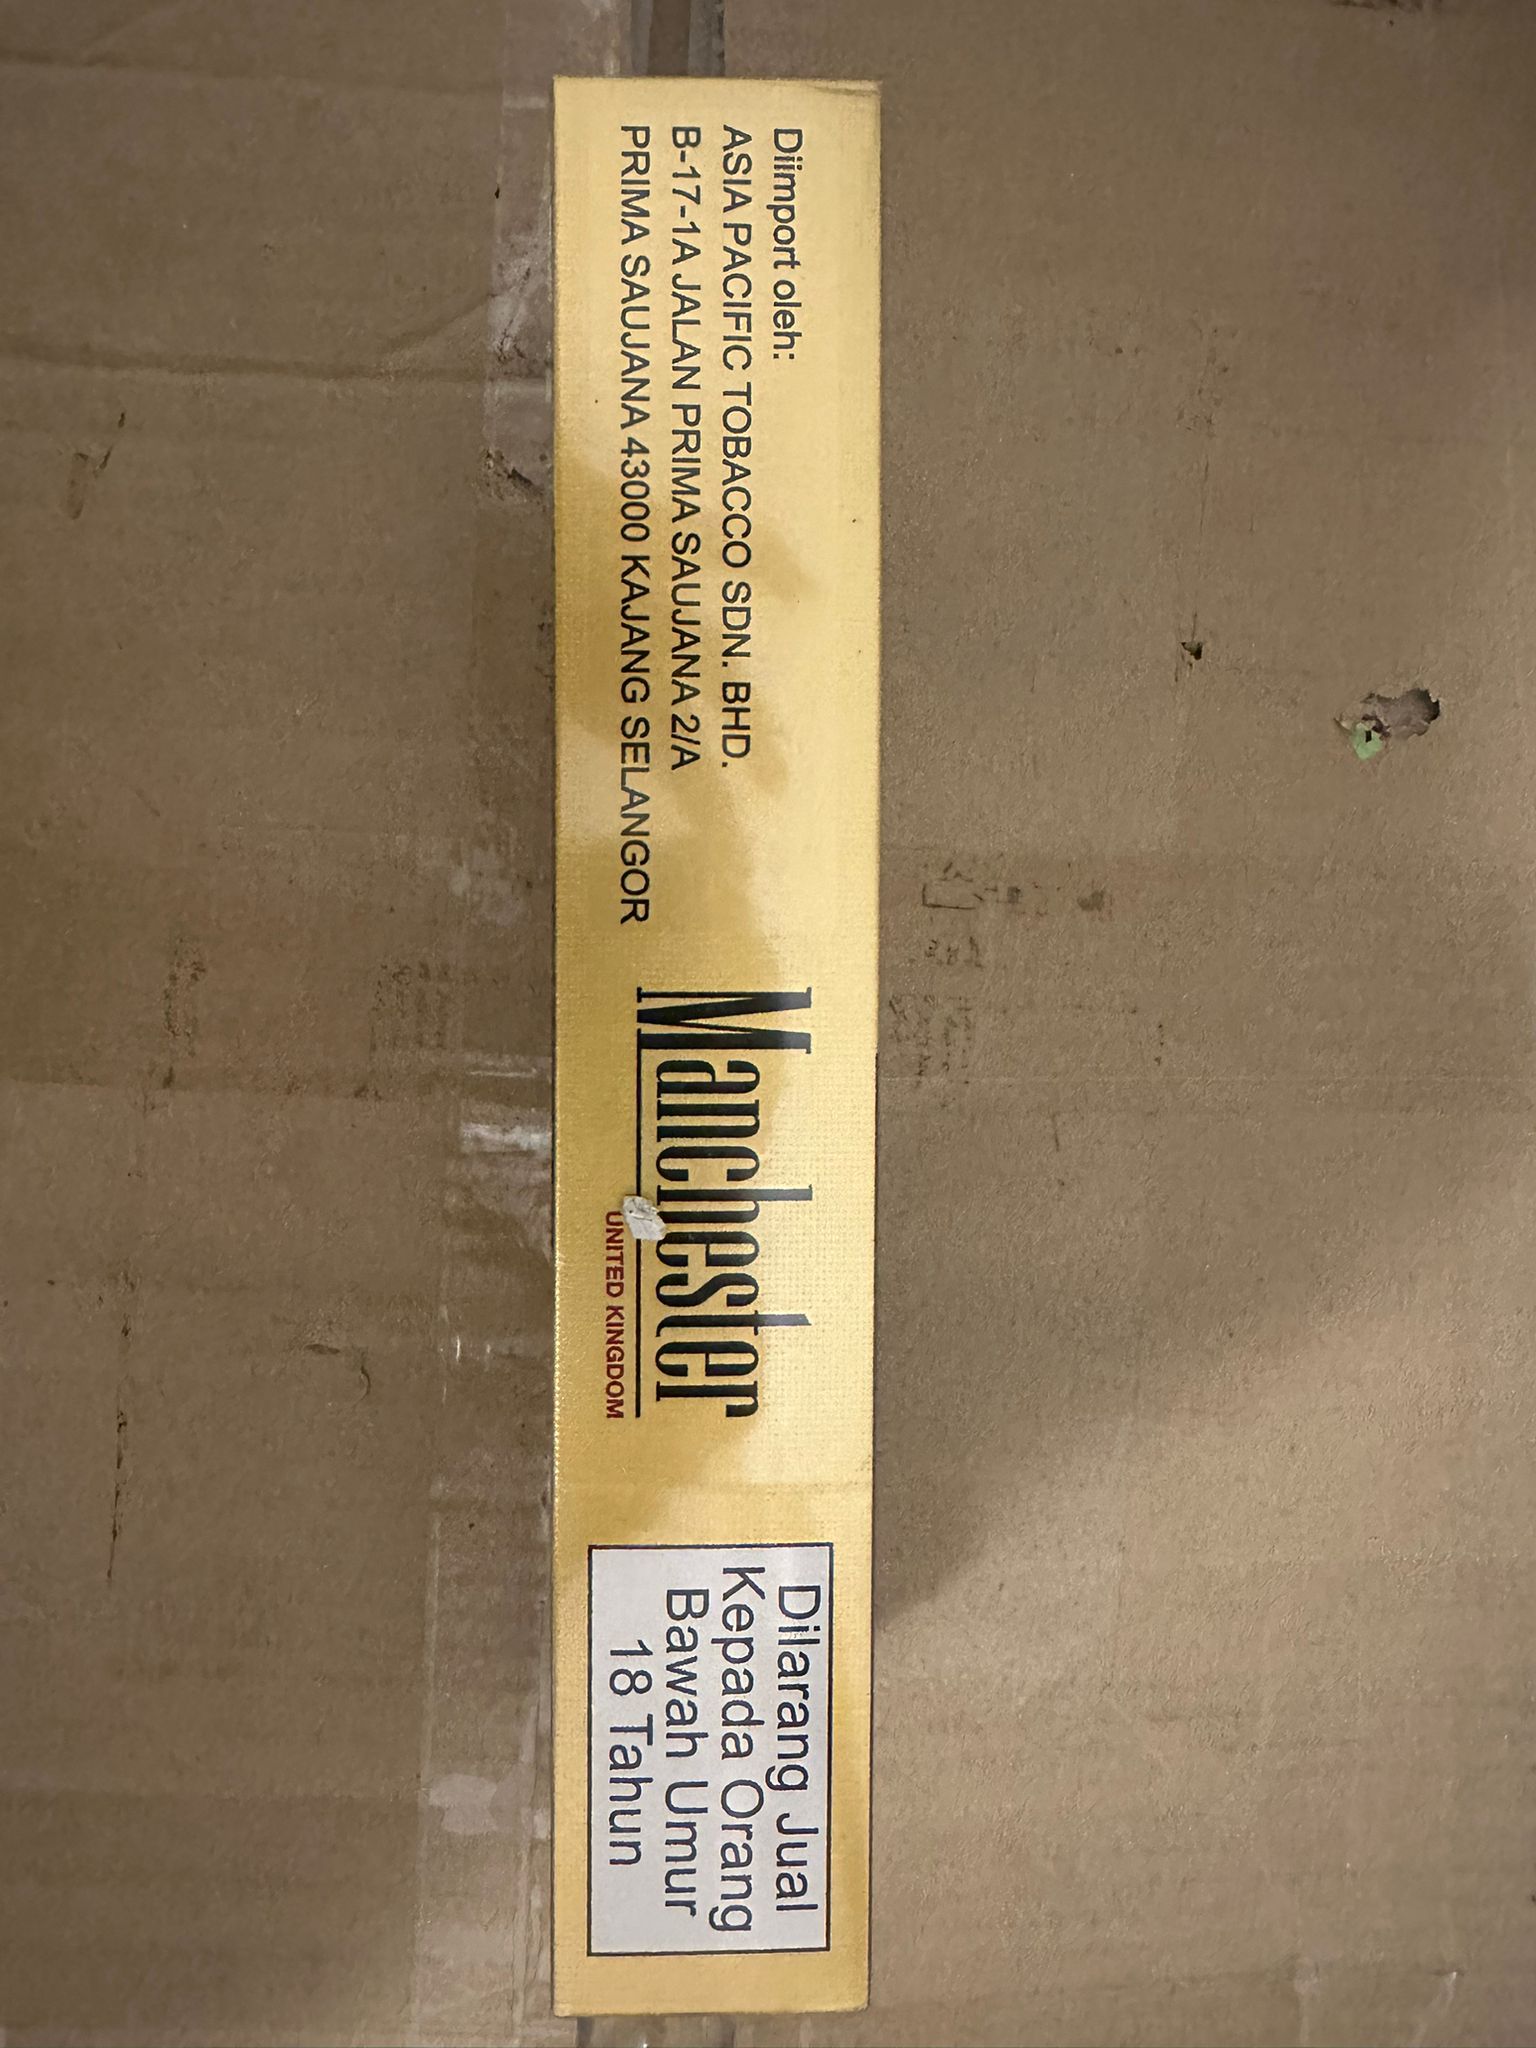 Diimport oleh:
ASIA PACIFIC TOBACCO SDN. BHD.
B-17-1A JALAN PRIMA SAUJANA 2/A
PRIMA SAUJANA 43000 KAJANG SELANGOR
Manchester
UNITED KINGDOM
Dilarang Jual
Kepada Orang
Bawah Umur
18 Tahun